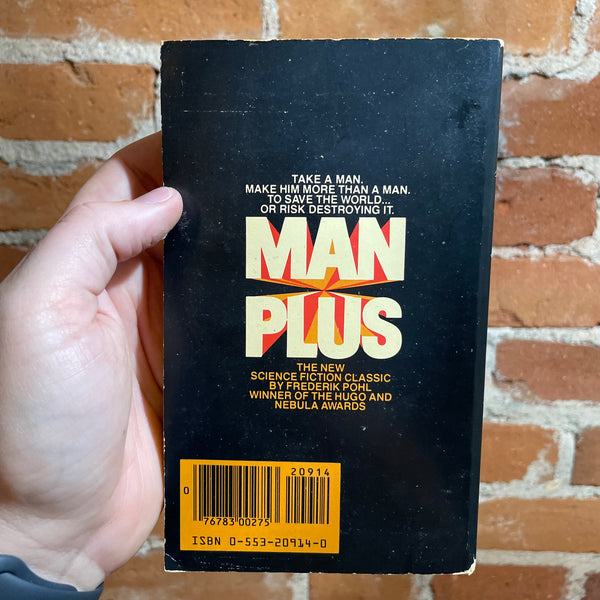 TAKE A MAN.
MAKE HIM MORE THAN A MAN.
TO SAVE THE WORLD...
OR RISK DESTROYING IT.
MAN
PLUS
THE NEW
SCIENCE FICTION CLASSIC
BY FREDERIK POHL
WINNER OF THE HUGO AND
NEBULA AWARDS
20914
0
76783 00275
ISBN 0-553-20914-0